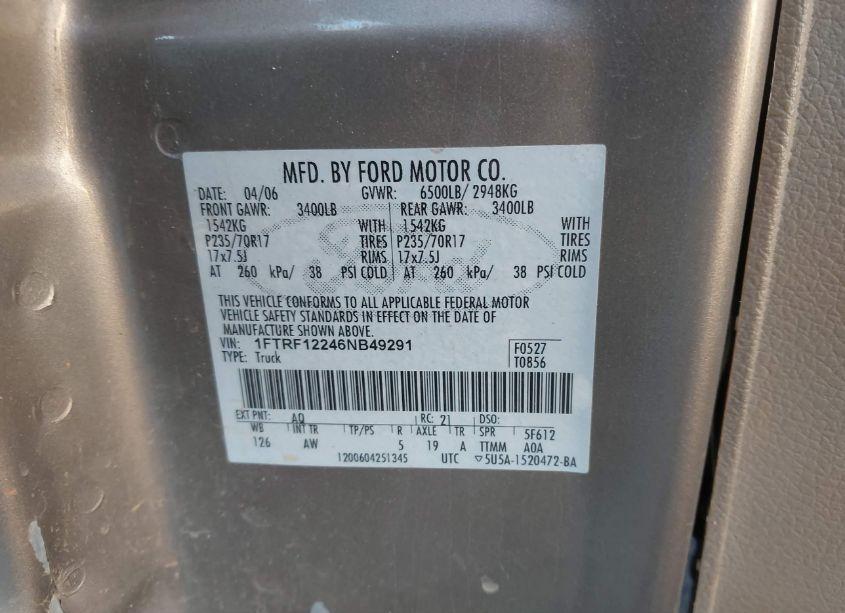 MFD. BY FORD MOTOR CO.
DATE: 04/06 GVWR: 6500LB/ 2948KG
FRONT GAWR: 3400LB REAR GAWR: 3400LB
1542KG WITH 1542KG WITH
P235/70R17 TIRES P235/70R17 TIRES
17x7.5J RIMS 17x7.5J RIMS
AT 260 kPa/ 38 PSI COLD AT 260 kPa/ 38 PSI COLD
THIS VEHICLE CONFORMS TO ALL APPLICABLE FEDERAL MOTOR
VEHICLE SAFETY STANDARDS IN EFFECT ON THE DATE OF
MANUFACTURE SHOWN ABOVE.
VIN: 1FTRF12246NB49291 F0527
TYPE: Truck T0856
EXT PNT: AQ RC: 21 DSO:
WB INT TR TP/PS R AXLE TR SPR 5F612
126 AW 5 19 A TTMM A0A
1200604251345 UTC ▽5U5A-1520472-BA